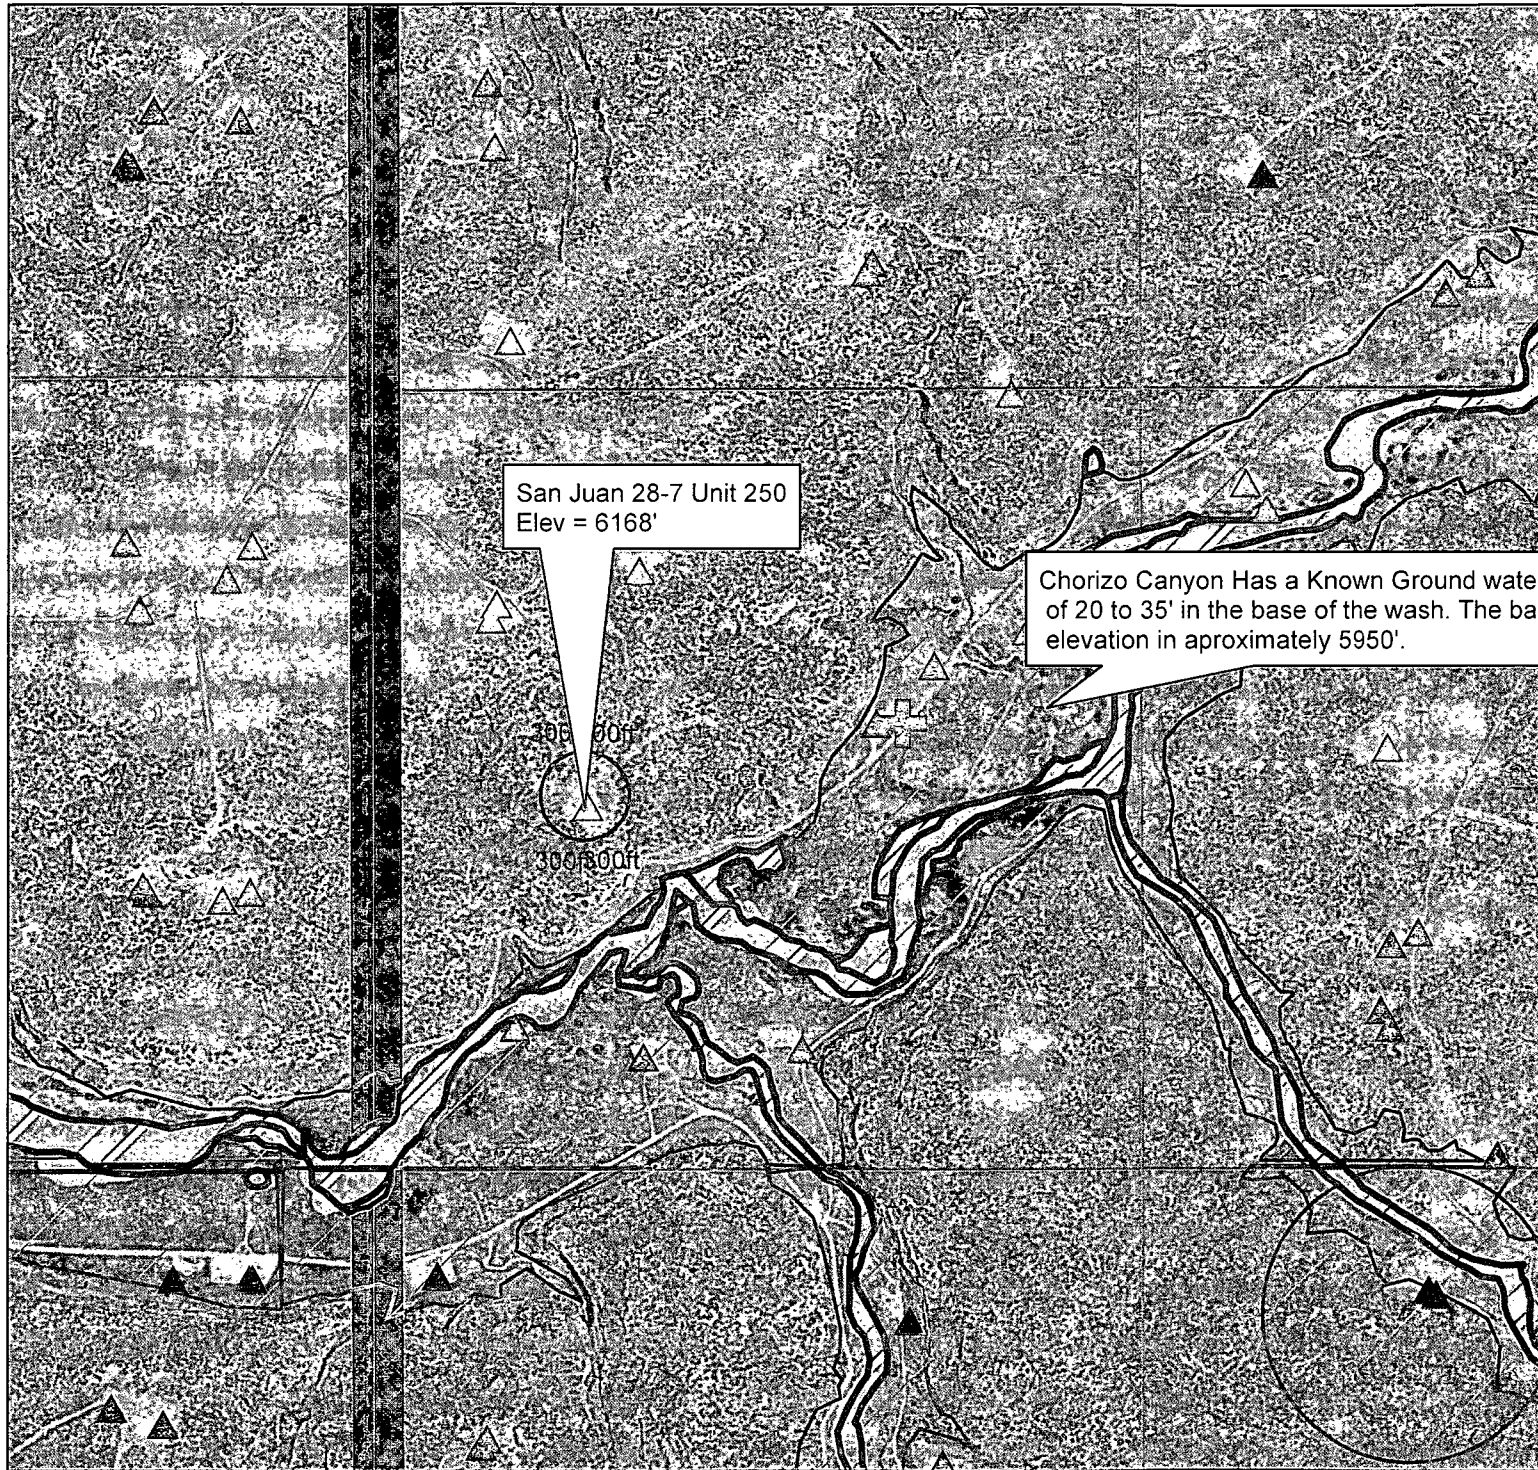 San Juan 28-7 Unit 250
Elev = 6168'
Chorizo Canyon Has a Known Ground wate
of 20 to 35' in the base of the wash. The ba
elevation in aproximately 5950'.
300ft